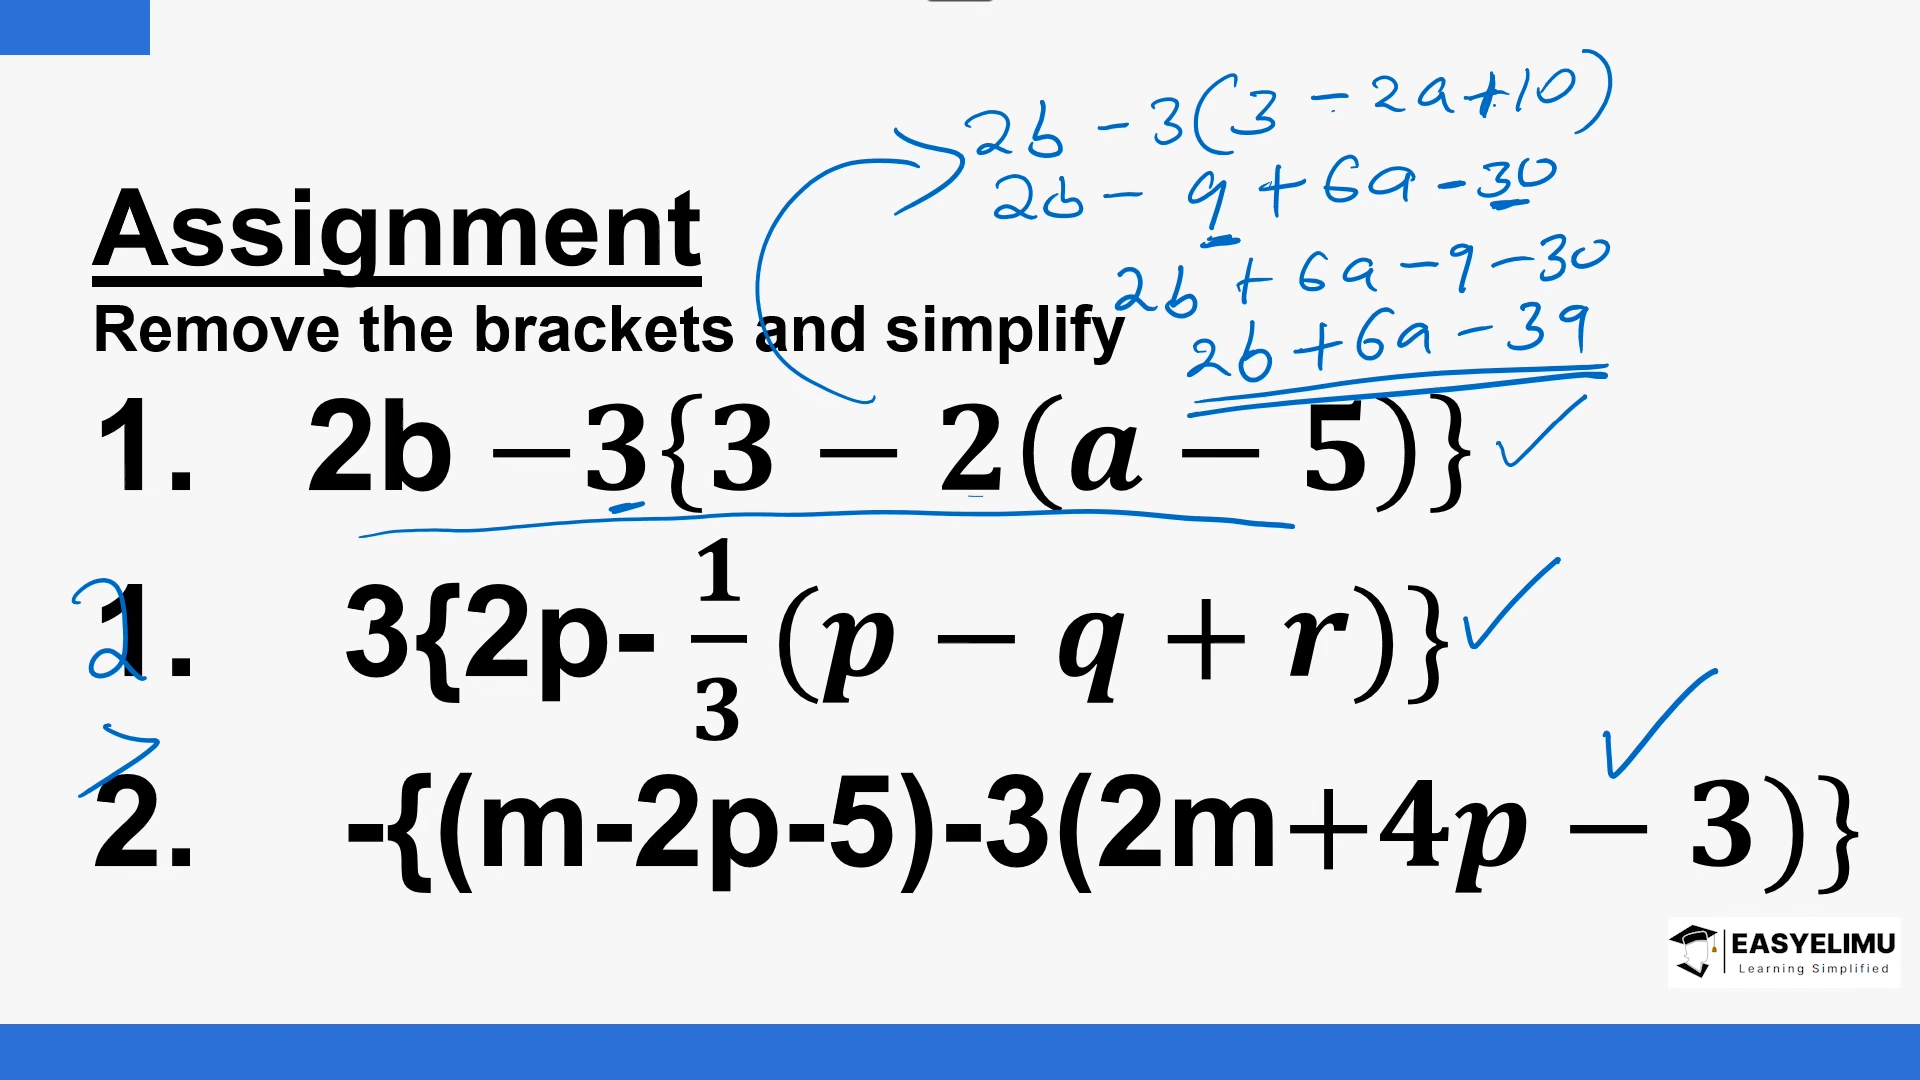 2b - 3(3 - 2a + 10)
2b - 9 + 6a - 30
2b + 6a - 9 - 30
2b + 6a - 39
Assignment
Remove the brackets and simplify
1. 2b −3{3 − 2(a − 5)}
2
1. 3{2p- 1/3 (p − q + r)}
2. -{(m-2p-5)-3(2m+4p − 3)}
EASYELIMU
Learning Simplified